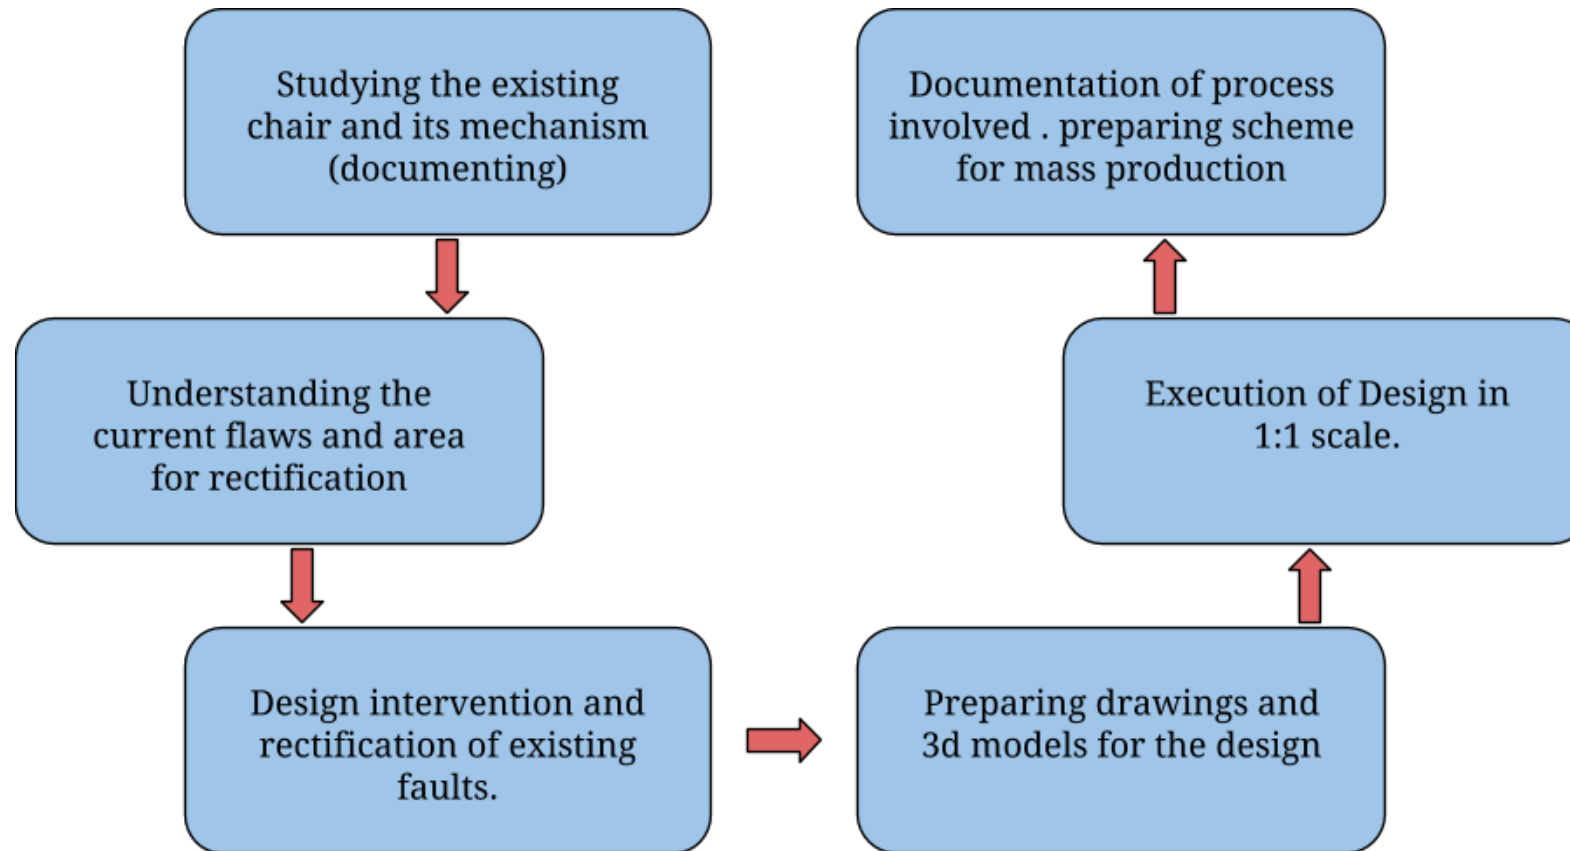 Studying the existing
chair and its mechanism
(documenting)
Understanding the
current flaws and area
for rectification
Design intervention and
rectification of existing
faults.
Preparing drawings and
3d models for the design
Execution of Design in
1:1 scale.
Documentation of process
involved . preparing scheme
for mass production